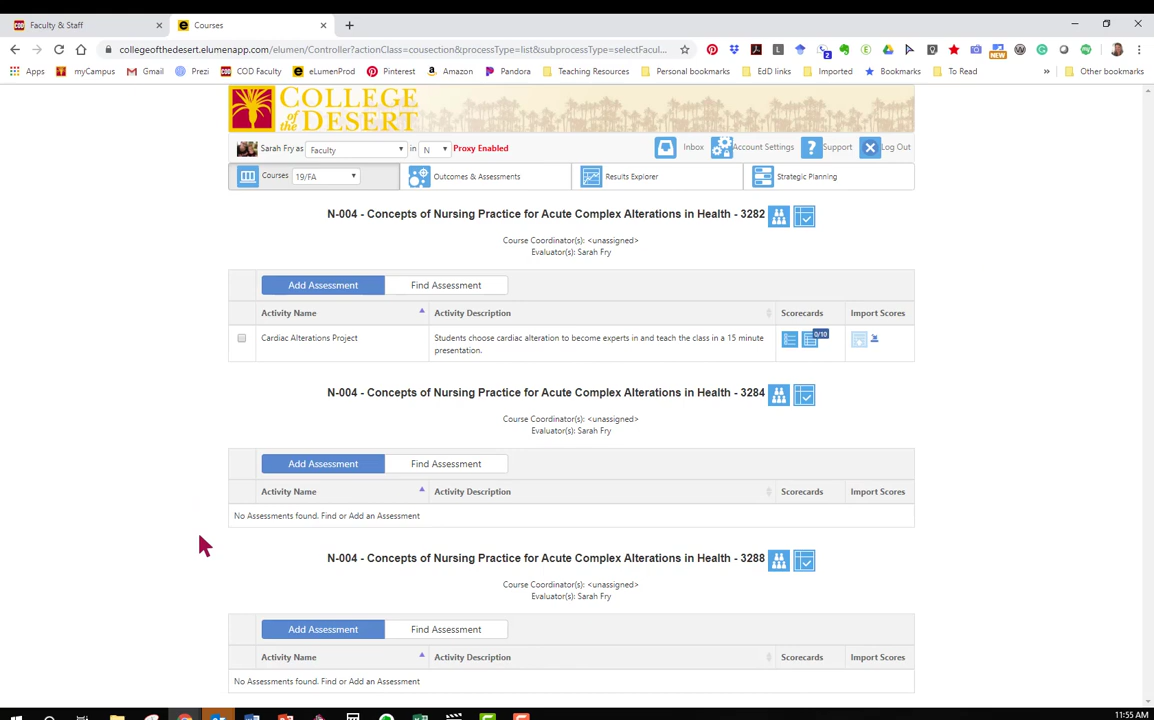 Faculty & Staff
Courses
collegeofthedesert.elumenapp.com/elumen/Controller?actionClass=cousection&processType=list&subprocessType=selectFacul...
Apps myCampus Gmail Prezi COD Faculty eLumenProd Pinterest Amazon Pandora Teaching Resources Personal bookmarks EdD links Imported Bookmarks To Read » Other bookmarks
COLLEGE
of the DESERT
Sarah Fry as Faculty in N Proxy Enabled Inbox Account Settings Support Log Out
Courses 19/FA Outcomes & Assessments Results Explorer Strategic Planning
N-004 - Concepts of Nursing Practice for Acute Complex Alterations in Health - 3282
Course Coordinator(s): <unassigned>
Evaluator(s): Sarah Fry
Add Assessment Find Assessment
Activity Name Activity Description Scorecards Import Scores
Cardiac Alterations Project Students choose cardiac alteration to become experts in and teach the class in a 15 minute 0/10
presentation.
N-004 - Concepts of Nursing Practice for Acute Complex Alterations in Health - 3284
Course Coordinator(s): <unassigned>
Evaluator(s): Sarah Fry
Add Assessment Find Assessment
Activity Name Activity Description Scorecards Import Scores
No Assessments found. Find or Add an Assessment
N-004 - Concepts of Nursing Practice for Acute Complex Alterations in Health - 3288
Course Coordinator(s): <unassigned>
Evaluator(s): Sarah Fry
Add Assessment Find Assessment
Activity Name Activity Description Scorecards Import Scores
No Assessments found. Find or Add an Assessment
11:55 AM